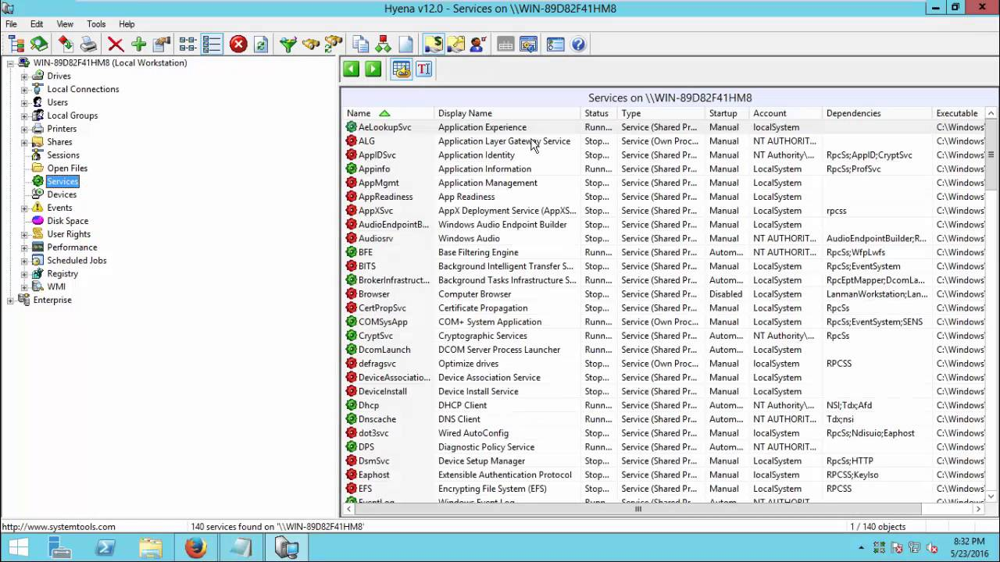 Hyena v12.0 - Services on \\WIN-89D82F41HM8
File Edit View Tools Help
WIN-89D82F41HM8 (Local Workstation)
Drives
Local Connections
Users
Local Groups
Printers
Shares
Sessions
Open Files
Services
Devices
Events
Disk Space
User Rights
Performance
Scheduled Jobs
Registry
WMI
Enterprise
Services on \\WIN-89D82F41HM8
Name Display Name Status Type Startup Account Dependencies Executable
AeLookupSvc Application Experience Runn... Service (Shared Pr... Manual localSystem C:\Windows
ALG Application Layer Gateway Service Stop... Service (Own Proc... Manual NT AUTHORIT... C:\Windows
AppIDSvc Application Identity Stop... Service (Shared Pr... Manual NT Authority\... RpcSs;AppID;CryptSvc C:\Windows
Appinfo Application Information Runn... Service (Shared Pr... Manual LocalSystem RpcSs;ProfSvc C:\Windows
AppMgmt Application Management Stop... Service (Shared Pr... Manual LocalSystem C:\Windows
AppReadiness App Readiness Stop... Service (Shared Pr... Manual LocalSystem C:\Windows
AppXSvc AppX Deployment Service (AppXS... Stop... Service (Shared Pr... Manual LocalSystem rpcss C:\Windows
AudioEndpointB... Windows Audio Endpoint Builder Stop... Service (Shared Pr... Manual LocalSystem C:\Windows
Audiosrv Windows Audio Stop... Service (Shared Pr... Manual NT AUTHORIT... AudioEndpointBuilder;R... C:\Windows
BFE Base Filtering Engine Runn... Service (Shared Pr... Autom... NT AUTHORIT... RpcSs;WfpLwfs C:\Windows
BITS Background Intelligent Transfer S... Stop... Service (Shared Pr... Manual LocalSystem RpcSs;EventSystem C:\Windows
BrokerInfrastruct... Background Tasks Infrastructure S... Runn... Service (Shared Pr... Autom... LocalSystem RpcEptMapper;DcomLa... C:\Windows
Browser Computer Browser Stop... Service (Shared Pr... Disabled LocalSystem LanmanWorkstation;Lan... C:\Windows
CertPropSvc Certificate Propagation Stop... Service (Shared Pr... Manual LocalSystem RpcSs C:\Windows
COMSysApp COM+ System Application Runn... Service (Own Proc... Manual LocalSystem RpcSs;EventSystem;SENS C:\Windows
CryptSvc Cryptographic Services Runn... Service (Shared Pr... Autom... NT Authority\... RpcSs C:\Windows
DcomLaunch DCOM Server Process Launcher Runn... Service (Shared Pr... Autom... LocalSystem C:\Windows
defragsvc Optimize drives Stop... Service (Own Proc... Manual localSystem RPCSS C:\Windows
DeviceAssociatio... Device Association Service Stop... Service (Shared Pr... Manual LocalSystem C:\Windows
DeviceInstall Device Install Service Stop... Service (Shared Pr... Manual LocalSystem C:\Windows
Dhcp DHCP Client Runn... Service (Shared Pr... Autom... NT Authority\... NSI;Tdx;Afd C:\Windows
Dnscache DNS Client Runn... Service (Shared Pr... Autom... NT AUTHORIT... Tdx;nsi C:\Windows
dot3svc Wired AutoConfig Stop... Service (Shared Pr... Manual localSystem RpcSs;Ndisuio;Eaphost C:\Windows
DPS Diagnostic Policy Service Runn... Service (Shared Pr... Autom... NT AUTHORIT... C:\Windows
DsmSvc Device Setup Manager Stop... Service (Shared Pr... Manual LocalSystem RpcSs;HTTP C:\Windows
Eaphost Extensible Authentication Protocol Stop... Service (Shared Pr... Manual localSystem RPCSS;KeyIso C:\Windows
EFS Encrypting File System (EFS) Stop... Service (Shared Pr... Manual LocalSystem RPCSS C:\Windows
EventLog Windows Event Log Runn... Service (Shared Pr... Autom... NT AUTHORIT... C:\Windows
http://www.systemtools.com 140 services found on "\\WIN-89D82F41HM8' 1 / 140 objects
8:32 PM
5/23/2016